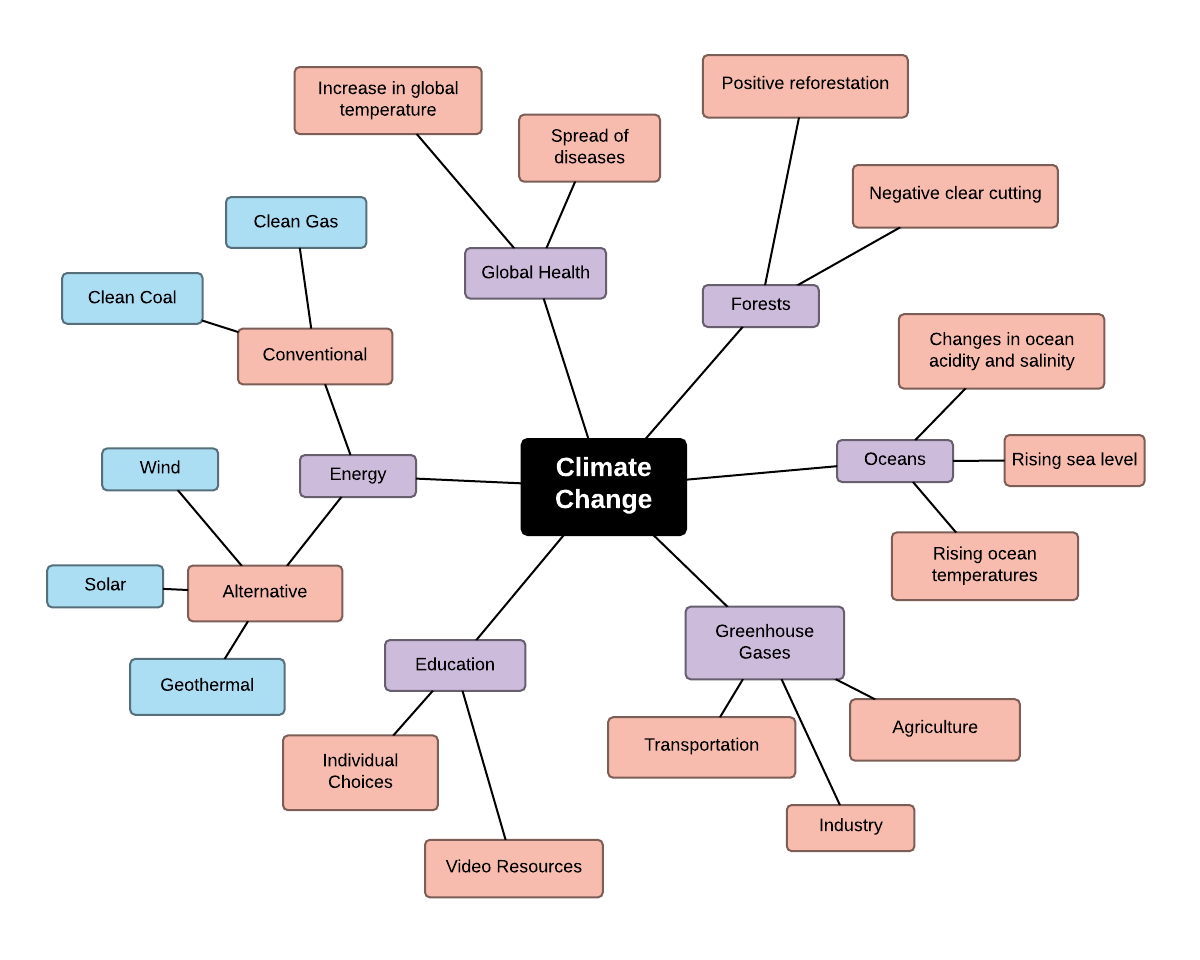 Increase in global
temperature
Spread of
diseases
Positive reforestation
Negative clear cutting
Clean Gas
Clean Coal
Conventional
Global Health
Forests
Changes in ocean
acidity and salinity
Wind
Energy
Climate
Change
Oceans
Rising sea level
Rising ocean
temperatures
Solar
Alternative
Geothermal
Education
Greenhouse
Gases
Individual
Choices
Transportation
Agriculture
Industry
Video Resources